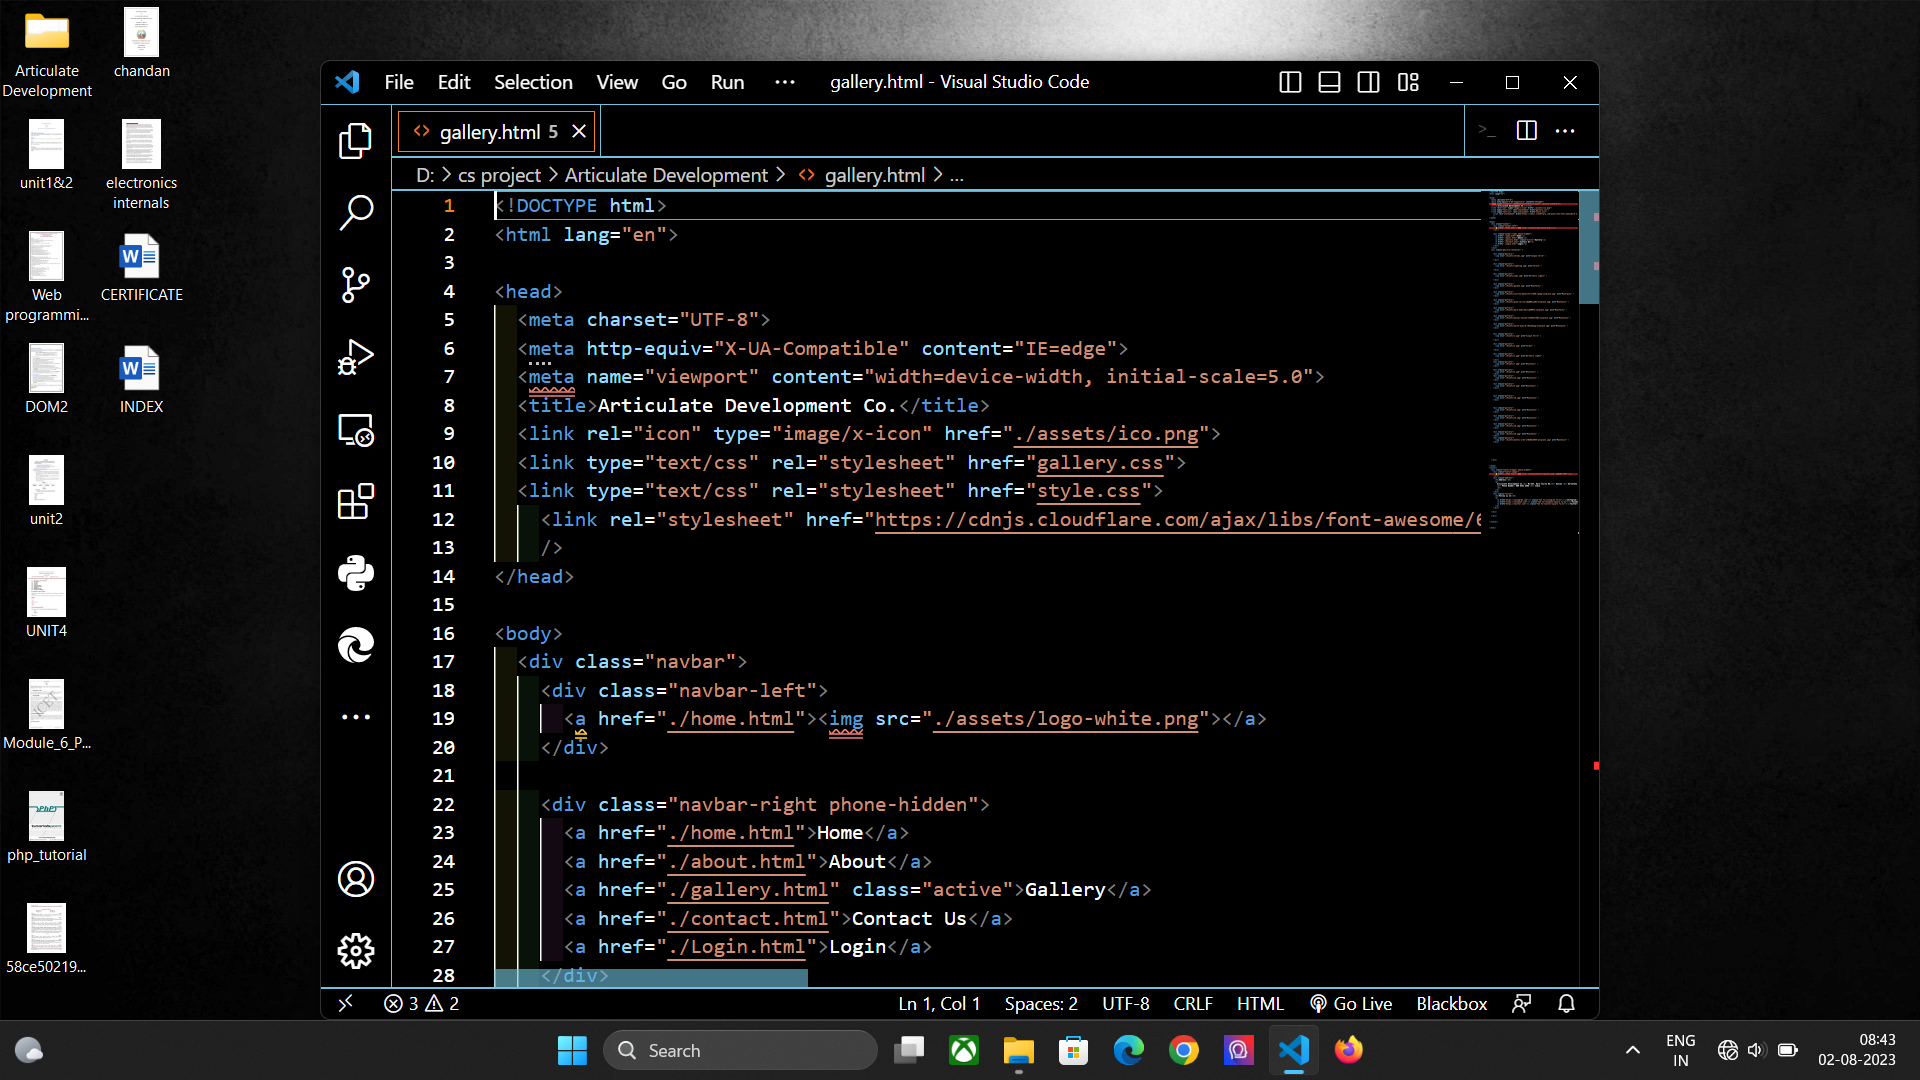 Articulate
Development
chandan
unit1&2
electronics
internals
Web
programmi...
CERTIFICATE
DOM2
INDEX
unit2
UNIT4
Module_6_P...
php_tutorial
58ce50219...
File Edit Selection View Go Run ··· gallery.html - Visual Studio Code
<> gallery.html 5
D: > cs project > Articulate Development > <> gallery.html > ...
1 <!DOCTYPE html>
2 <html lang="en">
3
4 <head>
5 <meta charset="UTF-8">
6 <meta http-equiv="X-UA-Compatible" content="IE=edge">
7 <meta name="viewport" content="width=device-width, initial-scale=5.0">
8 <title>Articulate Development Co.</title>
9 <link rel="icon" type="image/x-icon" href="./assets/ico.png">
10 <link type="text/css" rel="stylesheet" href="gallery.css">
11 <link type="text/css" rel="stylesheet" href="style.css">
12 <link rel="stylesheet" href="https://cdnjs.cloudflare.com/ajax/libs/font-awesome/6
13 />
14 </head>
15
16 <body>
17 <div class="navbar">
18 <div class="navbar-left">
19 <a href="./home.html"><img src="./assets/logo-white.png"></a>
20 </div>
21
22 <div class="navbar-right phone-hidden">
23 <a href="./home.html">Home</a>
24 <a href="./about.html">About</a>
25 <a href="./gallery.html" class="active">Gallery</a>
26 <a href="./contact.html">Contact Us</a>
27 <a href="./Login.html">Login</a>
28 </div>
3 2 Ln 1, Col 1 Spaces: 2 UTF-8 CRLF HTML Go Live Blackbox
Search
ENG
IN
08:43
02-08-2023